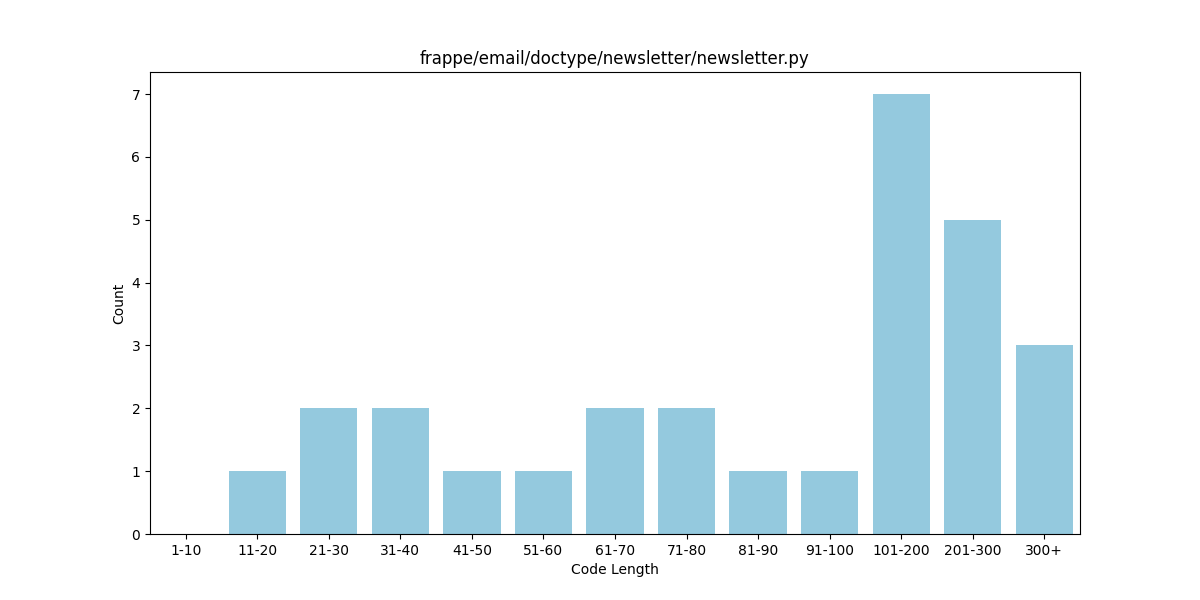 frappe/email/doctype/newsletter/newsletter.py
7
6
5
4
3
2
1
0
Count
1-10 11-20 21-30 31-40 41-50 51-60 61-70 71-80 81-90 91-100 101-200 201-300 300+
Code Length